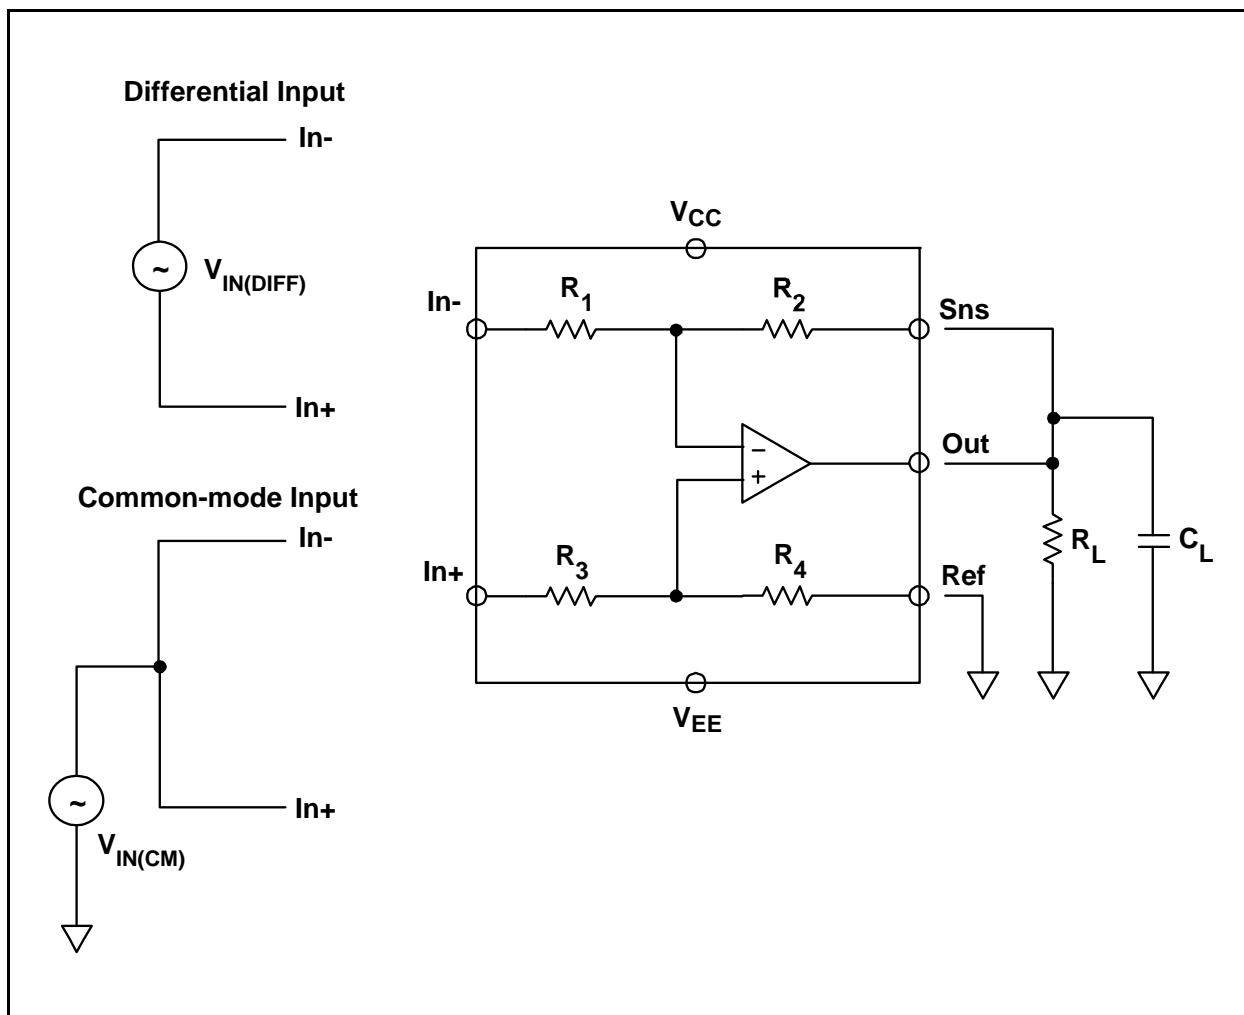 Differential Input
In-
~
V_IN(DIFF)
In+
Common-mode Input
In-
~
In+
V_IN(CM)
V_CC
In-
R_1
R_2
Sns
−
+
Out
In+
R_3
R_4
Ref
V_EE
R_L
C_L